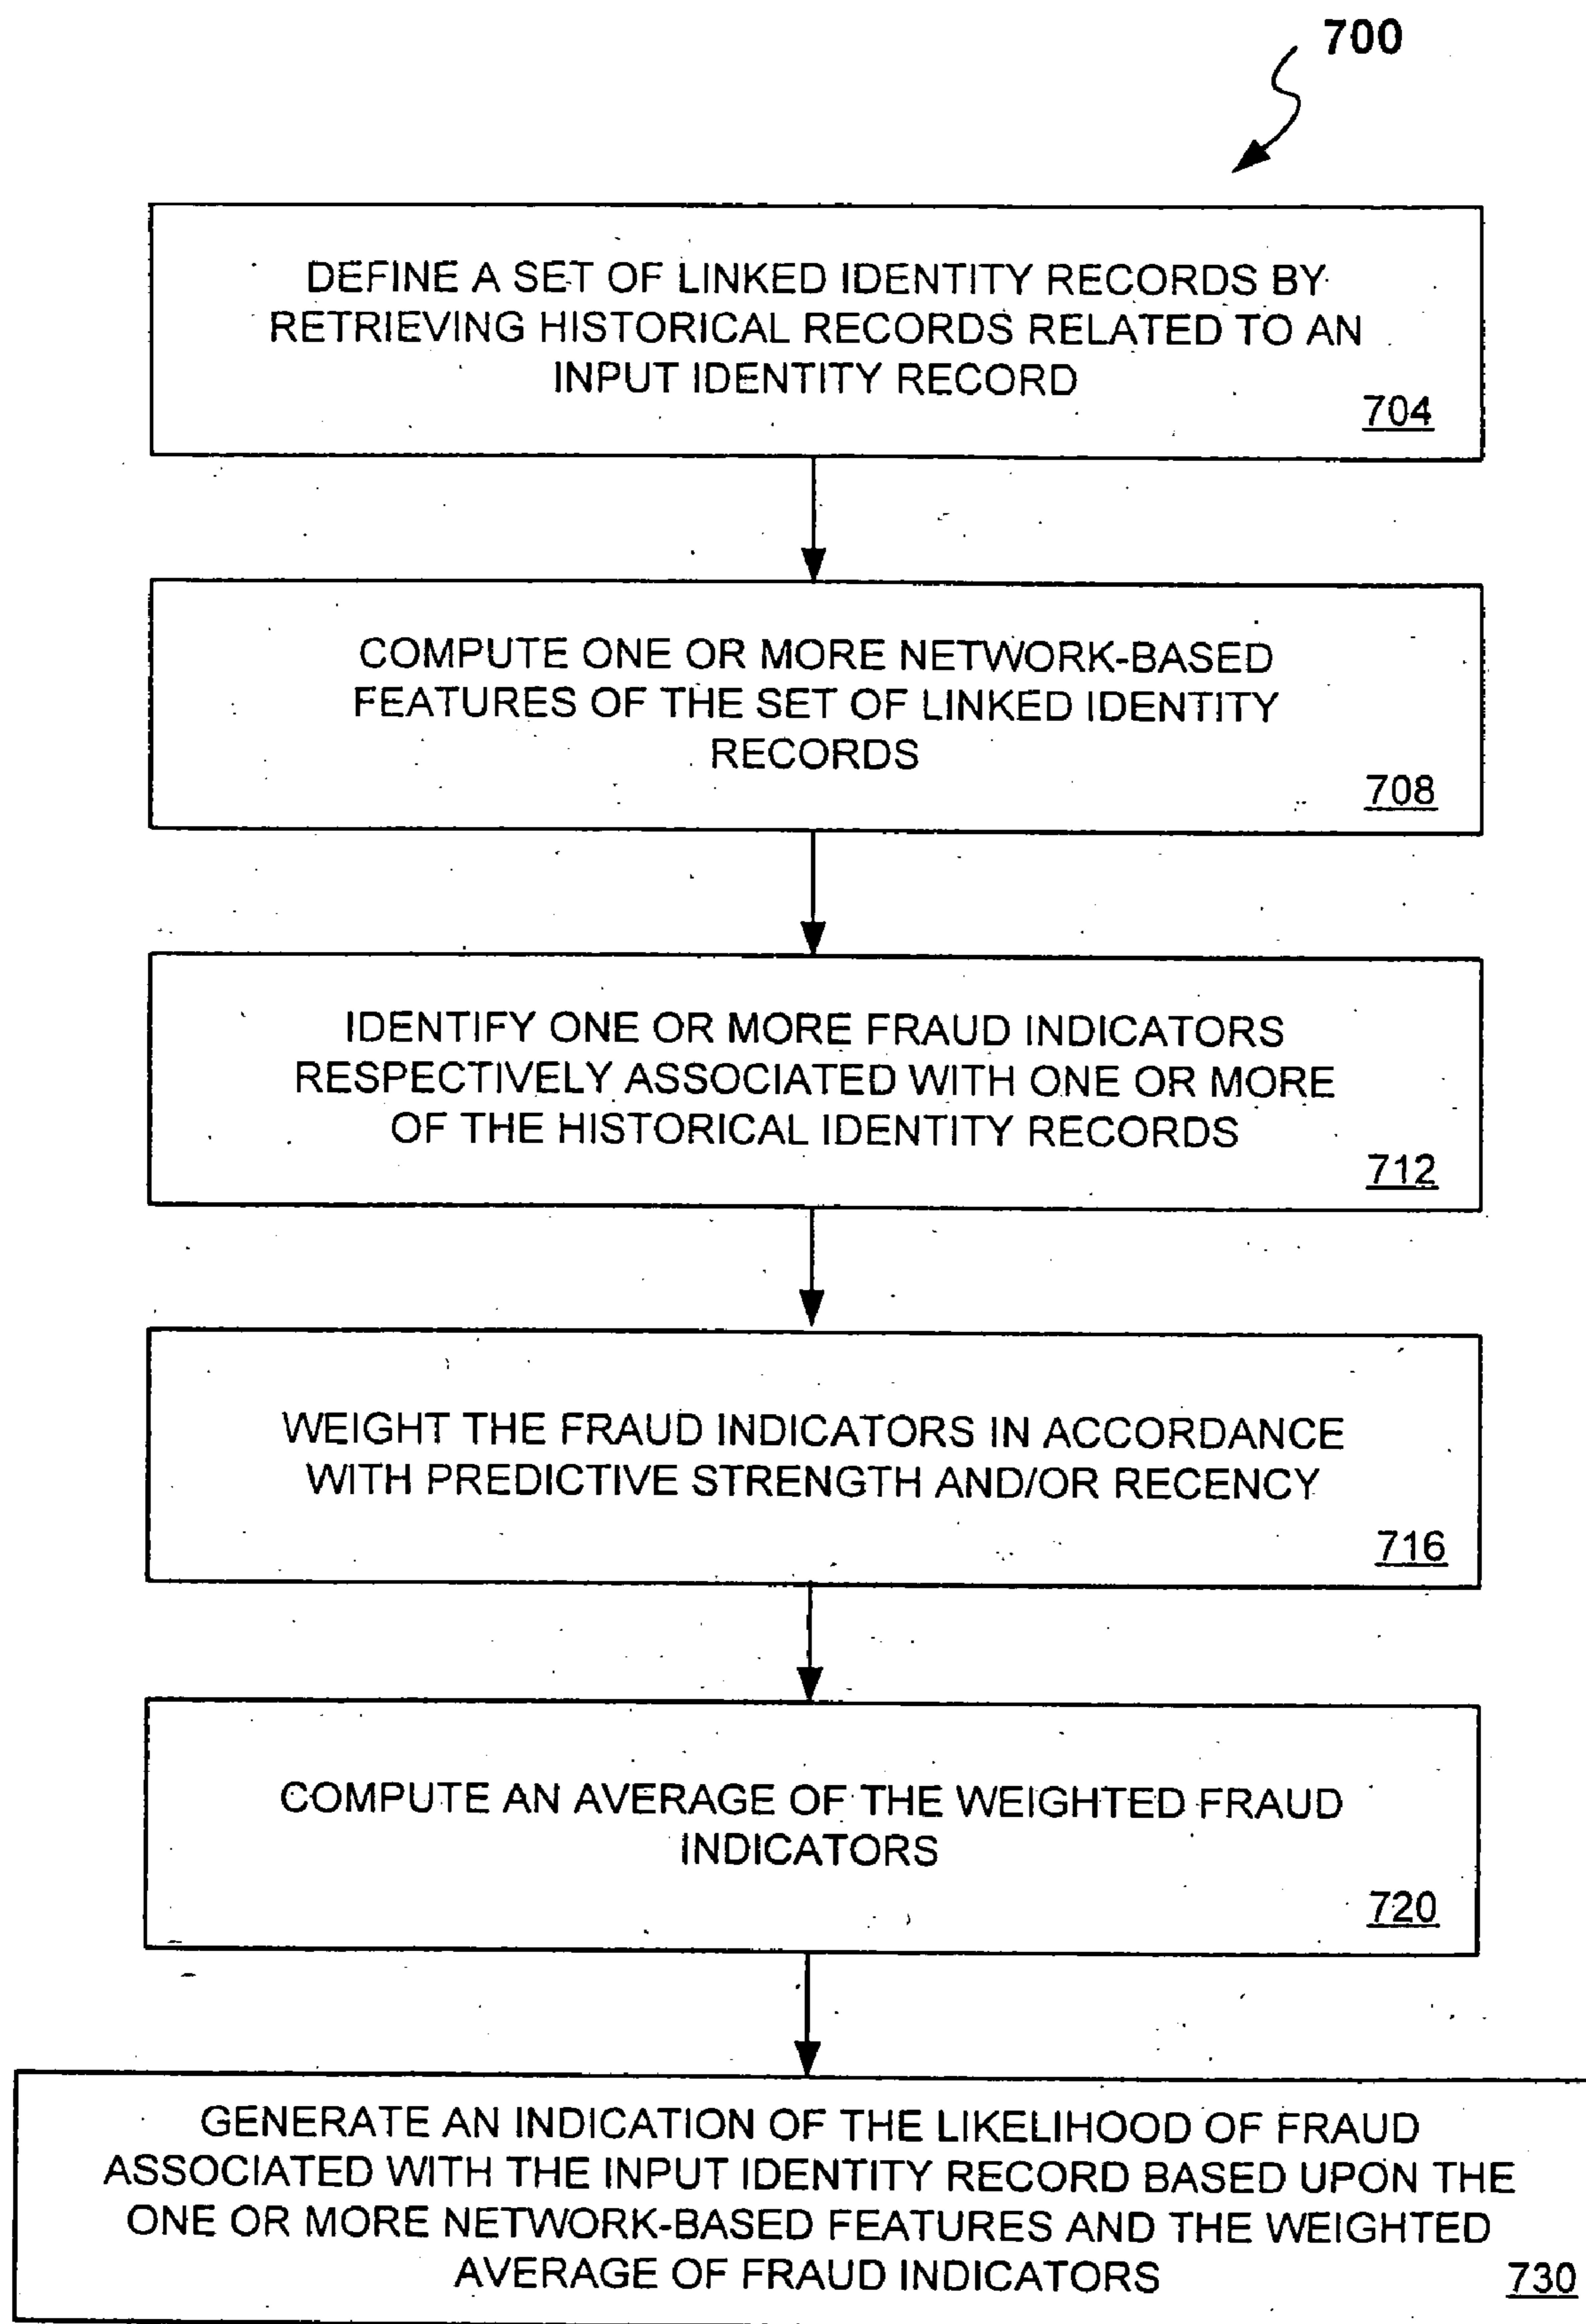 700
DEFINE A SET OF LINKED IDENTITY RECORDS BY
RETRIEVING HISTORICAL RECORDS RELATED TO AN
INPUT IDENTITY RECORD
704
COMPUTE ONE OR MORE NETWORK-BASED
FEATURES OF THE SET OF LINKED IDENTITY
RECORDS
708
IDENTIFY ONE OR MORE FRAUD INDICATORS
RESPECTIVELY ASSOCIATED WITH ONE OR MORE
OF THE HISTORICAL IDENTITY RECORDS
712
WEIGHT THE FRAUD INDICATORS IN ACCORDANCE
WITH PREDICTIVE STRENGTH AND/OR RECENCY
716
COMPUTE AN AVERAGE OF THE WEIGHTED FRAUD
INDICATORS
720
GENERATE AN INDICATION OF THE LIKELIHOOD OF FRAUD
ASSOCIATED WITH THE INPUT IDENTITY RECORD BASED UPON THE
ONE OR MORE NETWORK-BASED FEATURES AND THE WEIGHTED
AVERAGE OF FRAUD INDICATORS
730